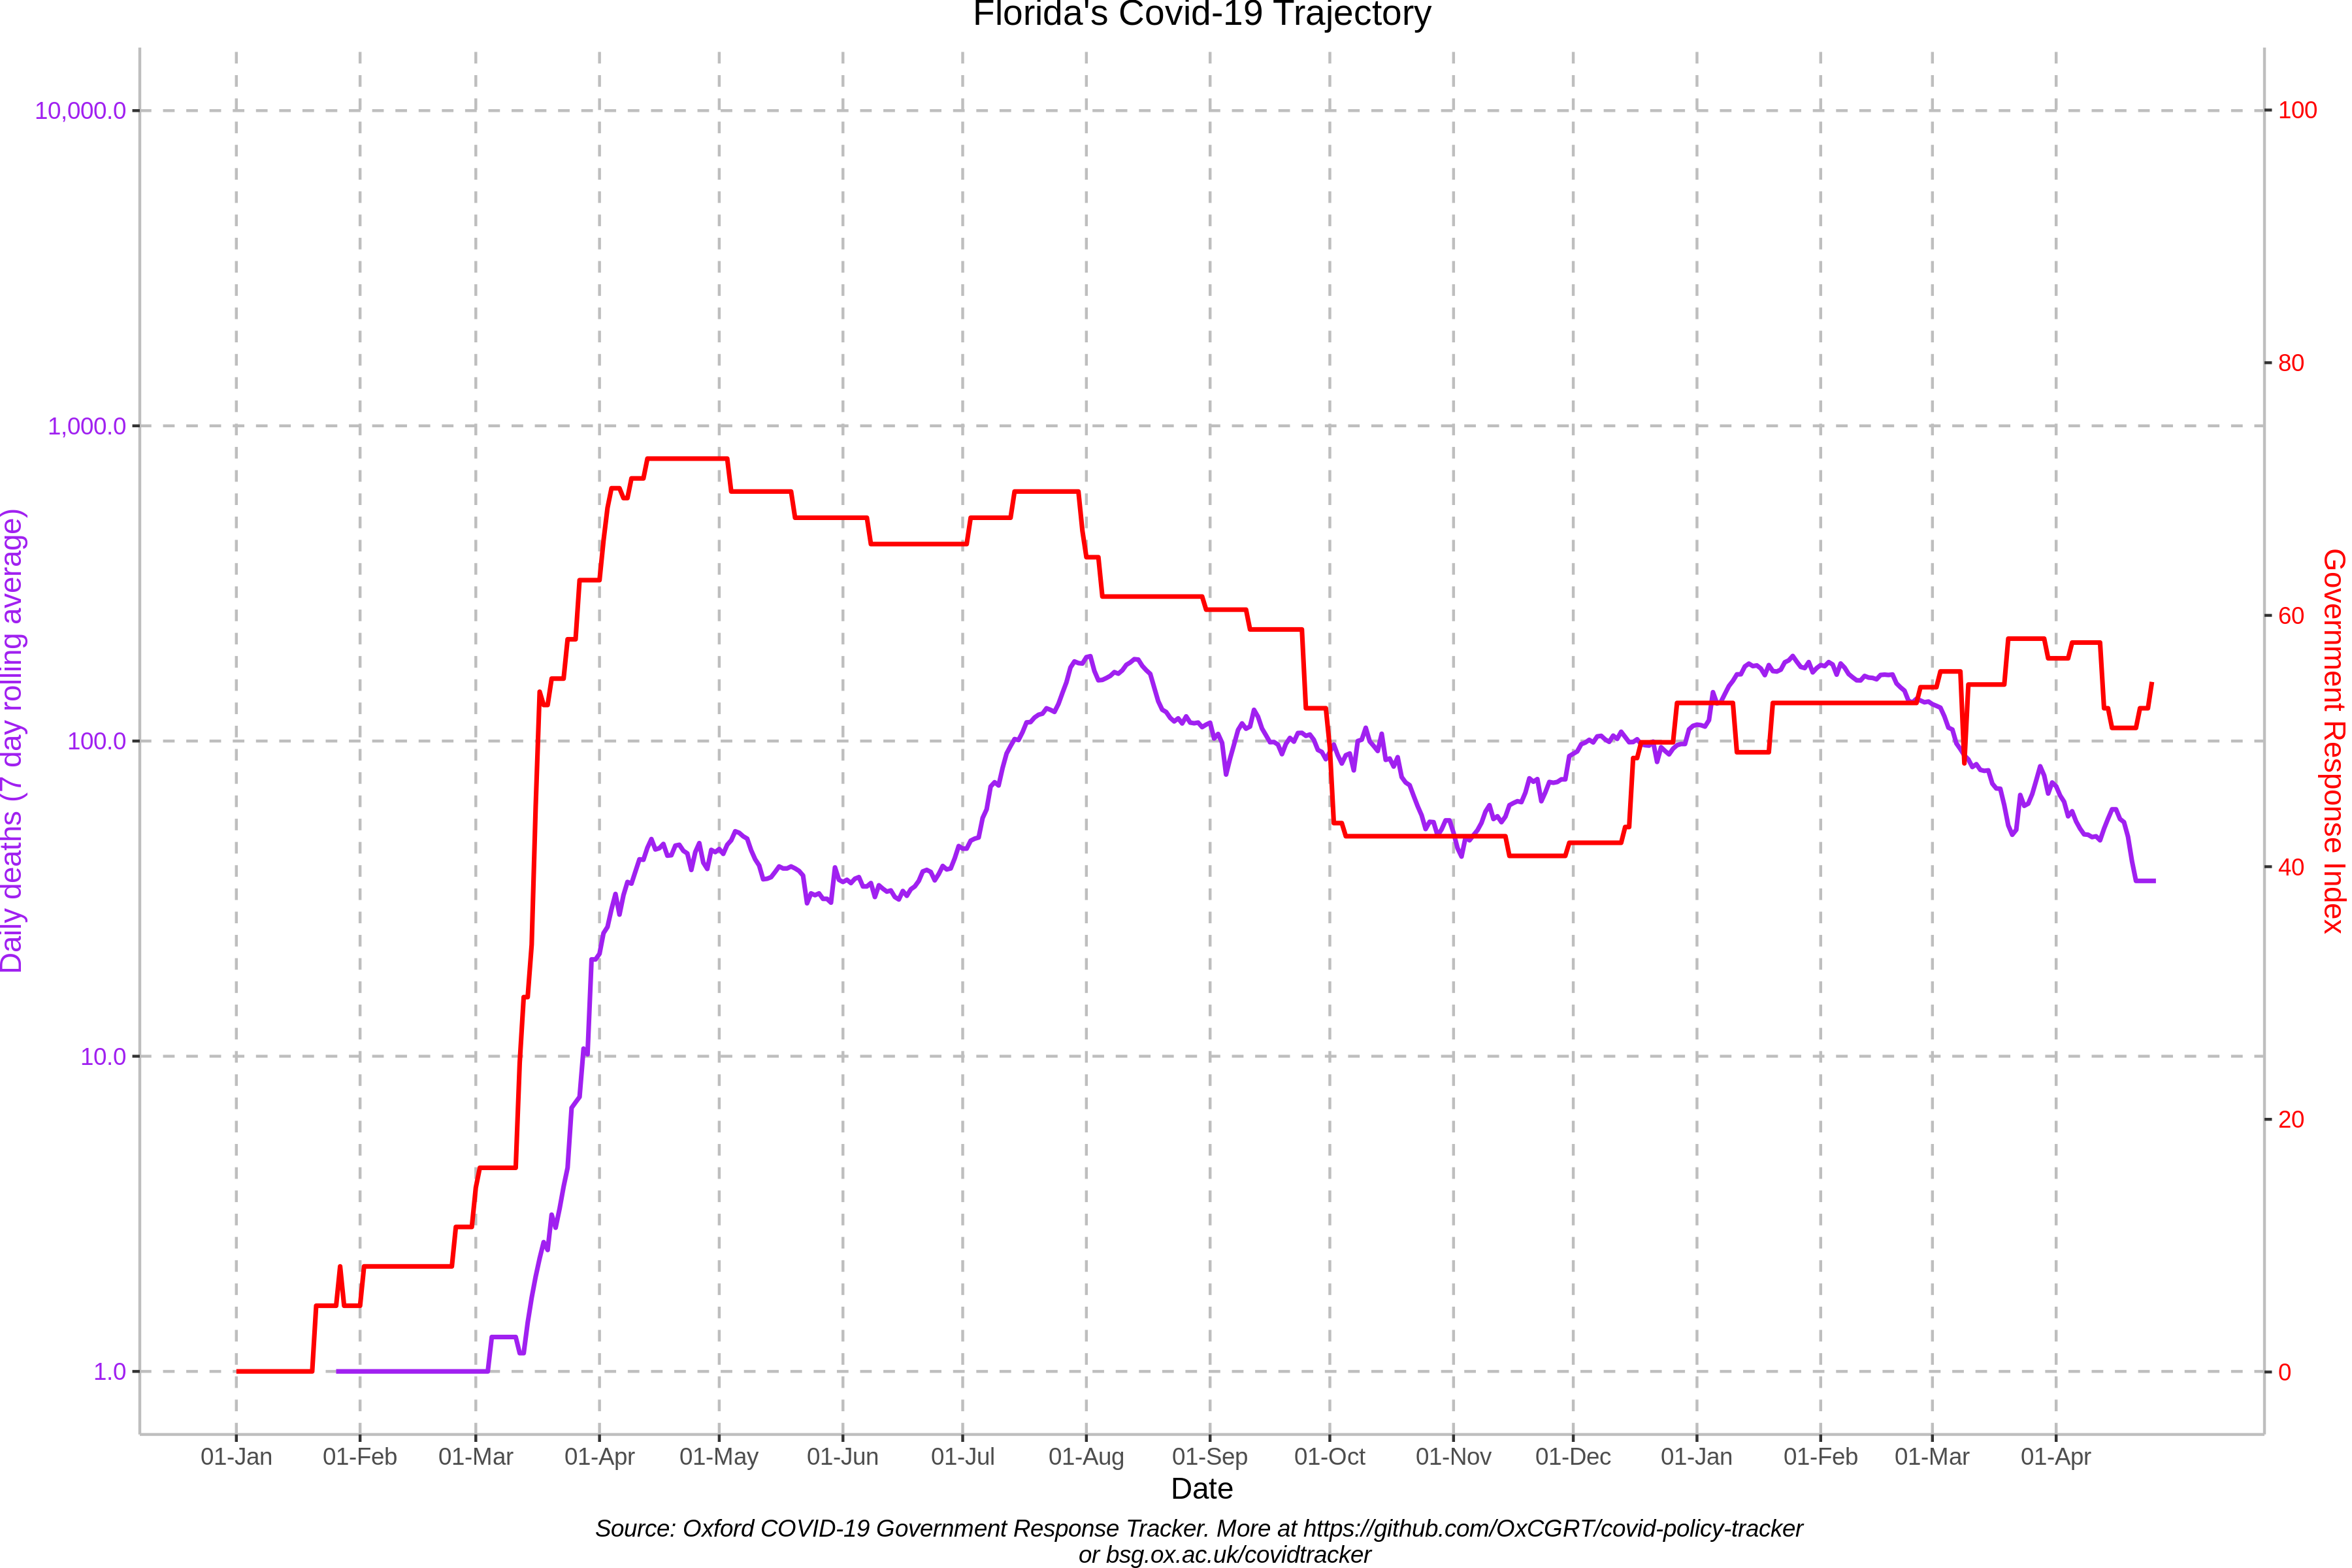 Florida's Covid-19 Trajectory
10,000.0
1,000.0
100.0
10.0
1.0
Daily deaths (7 day rolling average)
100
80
60
40
20
0
Government Response Index
01-Jan 01-Feb 01-Mar 01-Apr 01-May 01-Jun 01-Jul 01-Aug 01-Sep 01-Oct 01-Nov 01-Dec 01-Jan 01-Feb 01-Mar 01-Apr
Date
Source: Oxford COVID-19 Government Response Tracker. More at https://github.com/OxCGRT/covid-policy-tracker
or bsg.ox.ac.uk/covidtracker